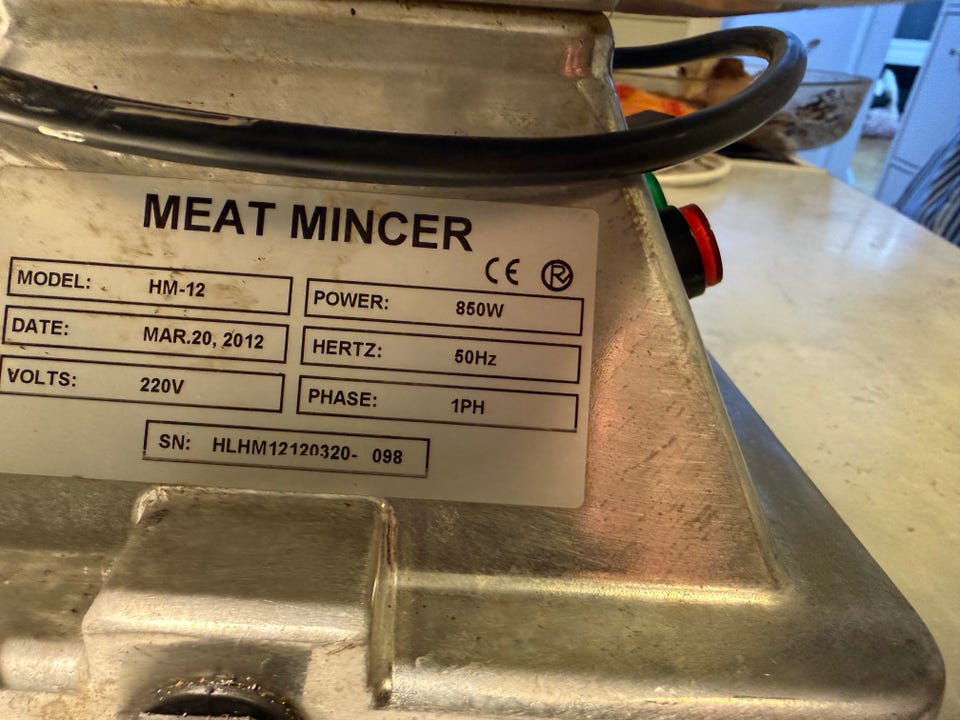 MEAT MINCER
CE R
MODEL: HM-12
POWER: 850W
DATE: MAR.20, 2012
HERTZ: 50Hz
VOLTS: 220V
PHASE: 1PH
SN: HLHM12120320- 098